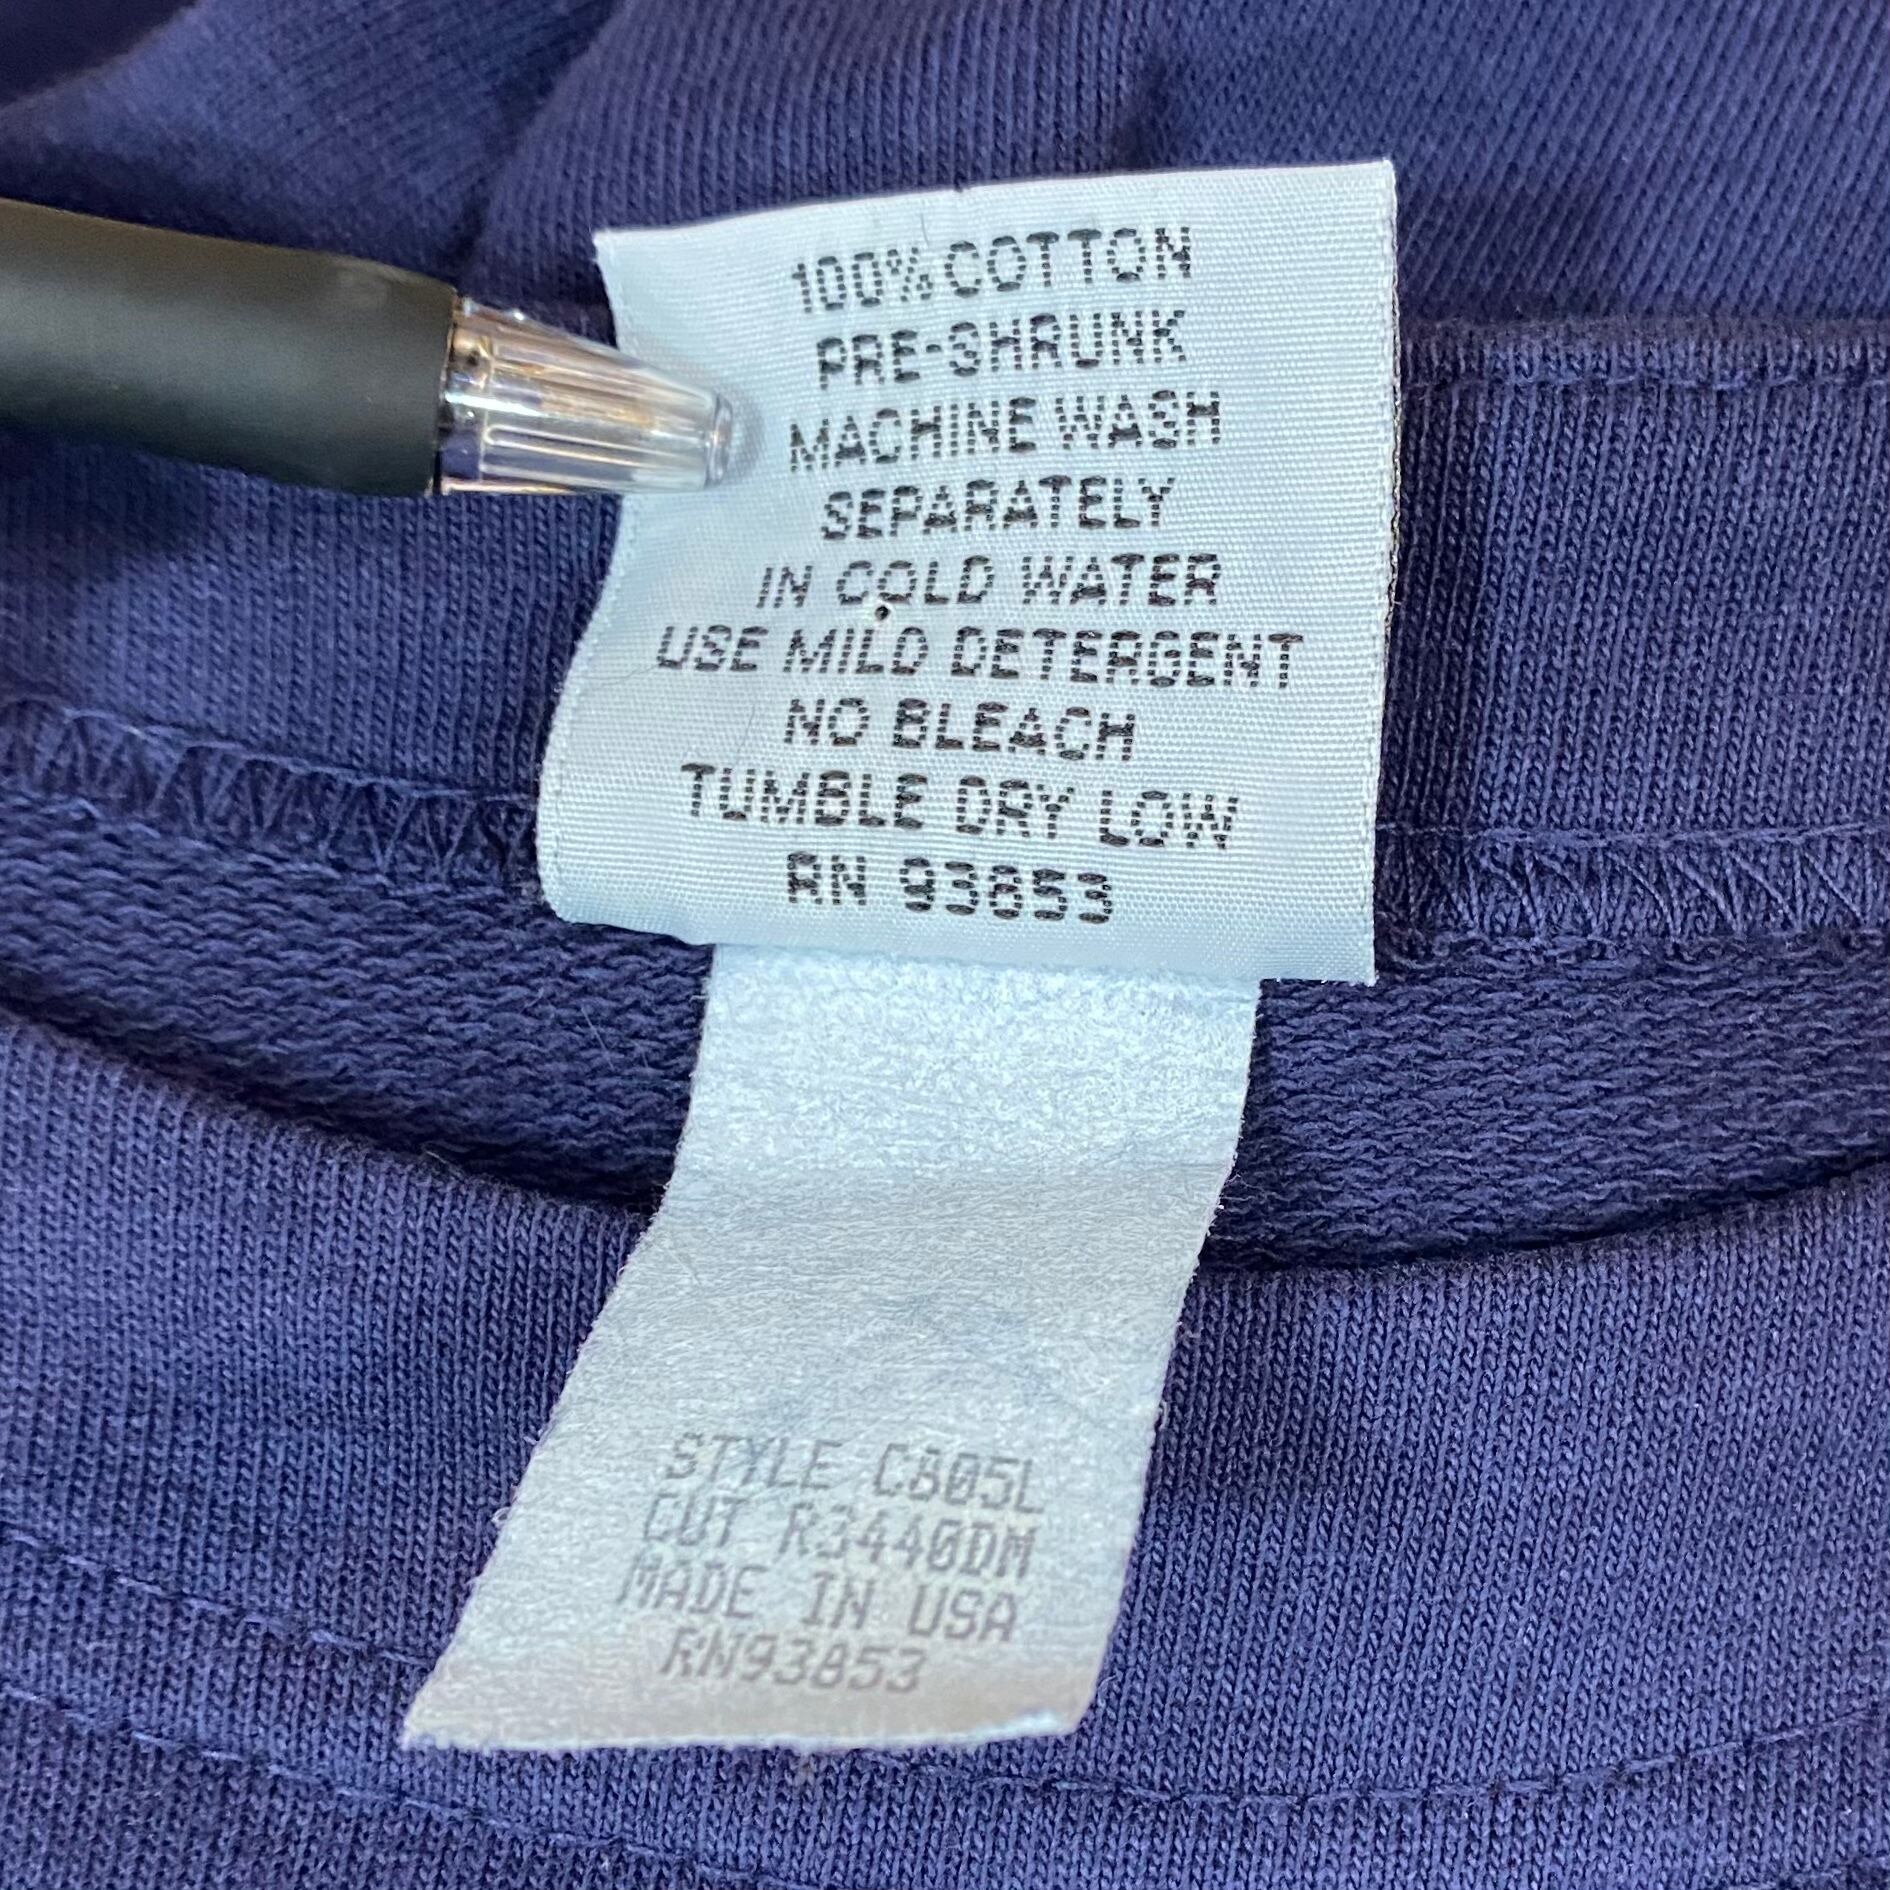 100% COTTON
PRE-SHRUNK
MACHINE WASH
SEPARATELY
IN COLD WATER
USE MILD DETERGENT
NO BLEACH
TUMBLE DRY LOW
RN 93853
STYLE C805L
CUT R3440DM
MADE IN USA
RN93853